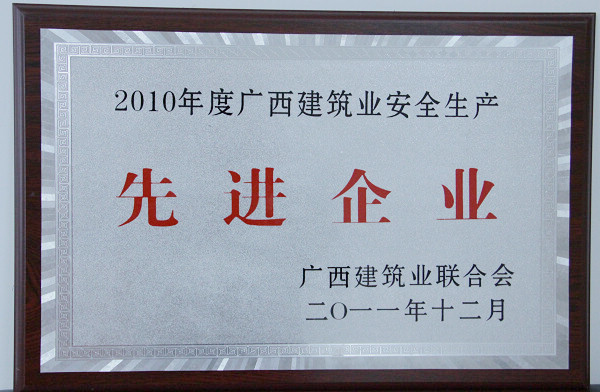 2010年度广西建筑业安全生产
先进企业
广西建筑业联合会
二〇一一年十二月